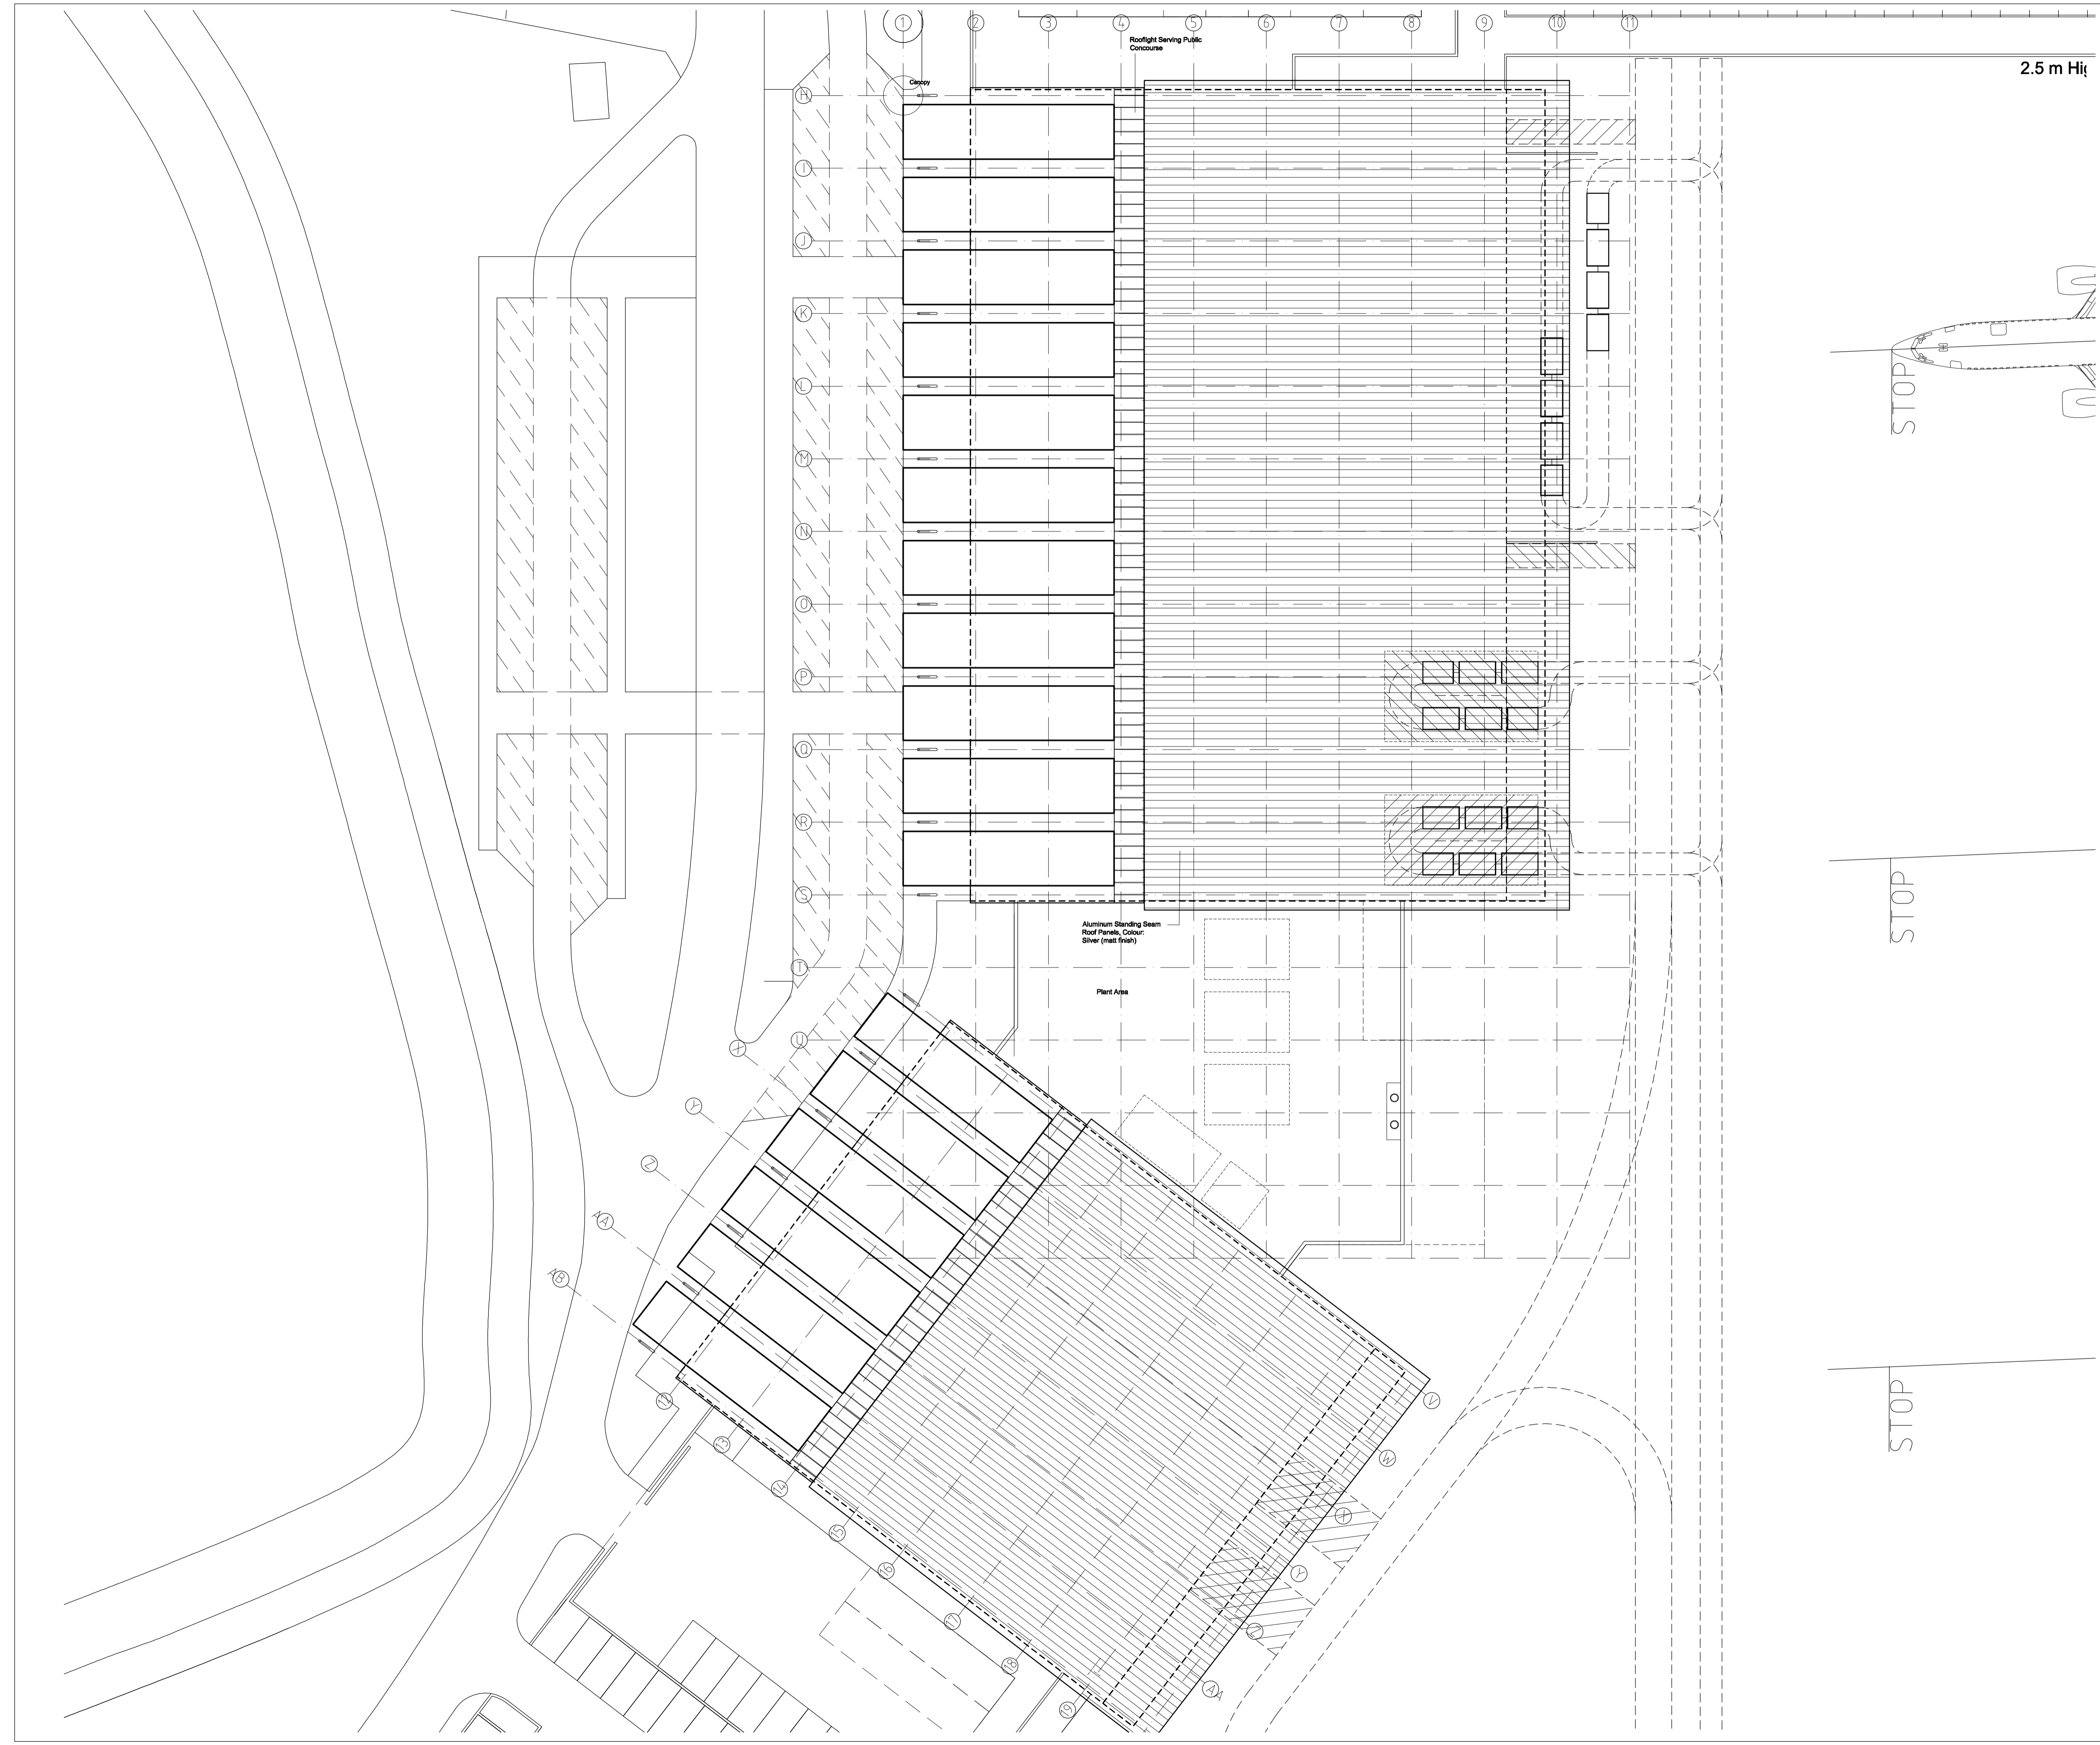 1 2 3 4 5 6 7 8 9 10 11
Rooflight Serving Public
Concourse
2.5 m Hig
Canopy
H
I
J
K
L
M
N
O
P
Q
R
S
T
U
STOP
STOP
STOP
Aluminum Standing Seam
Roof Panels, Colour:
Silver (matt finish)
Plant Area
X
Y
Z
AA
AB
12
13
14
15
16
17
18
19
V
W
X
Y
Z
AA